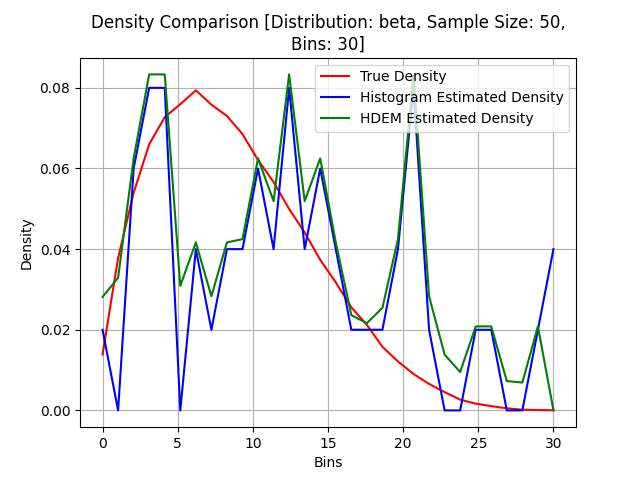 Density Comparison [Distribution: beta, Sample Size: 50,
Bins: 30]
True Density
Histogram Estimated Density
HDEM Estimated Density
Density
0.08
0.06
0.04
0.02
0.00
0
5
10
15
20
25
30
Bins